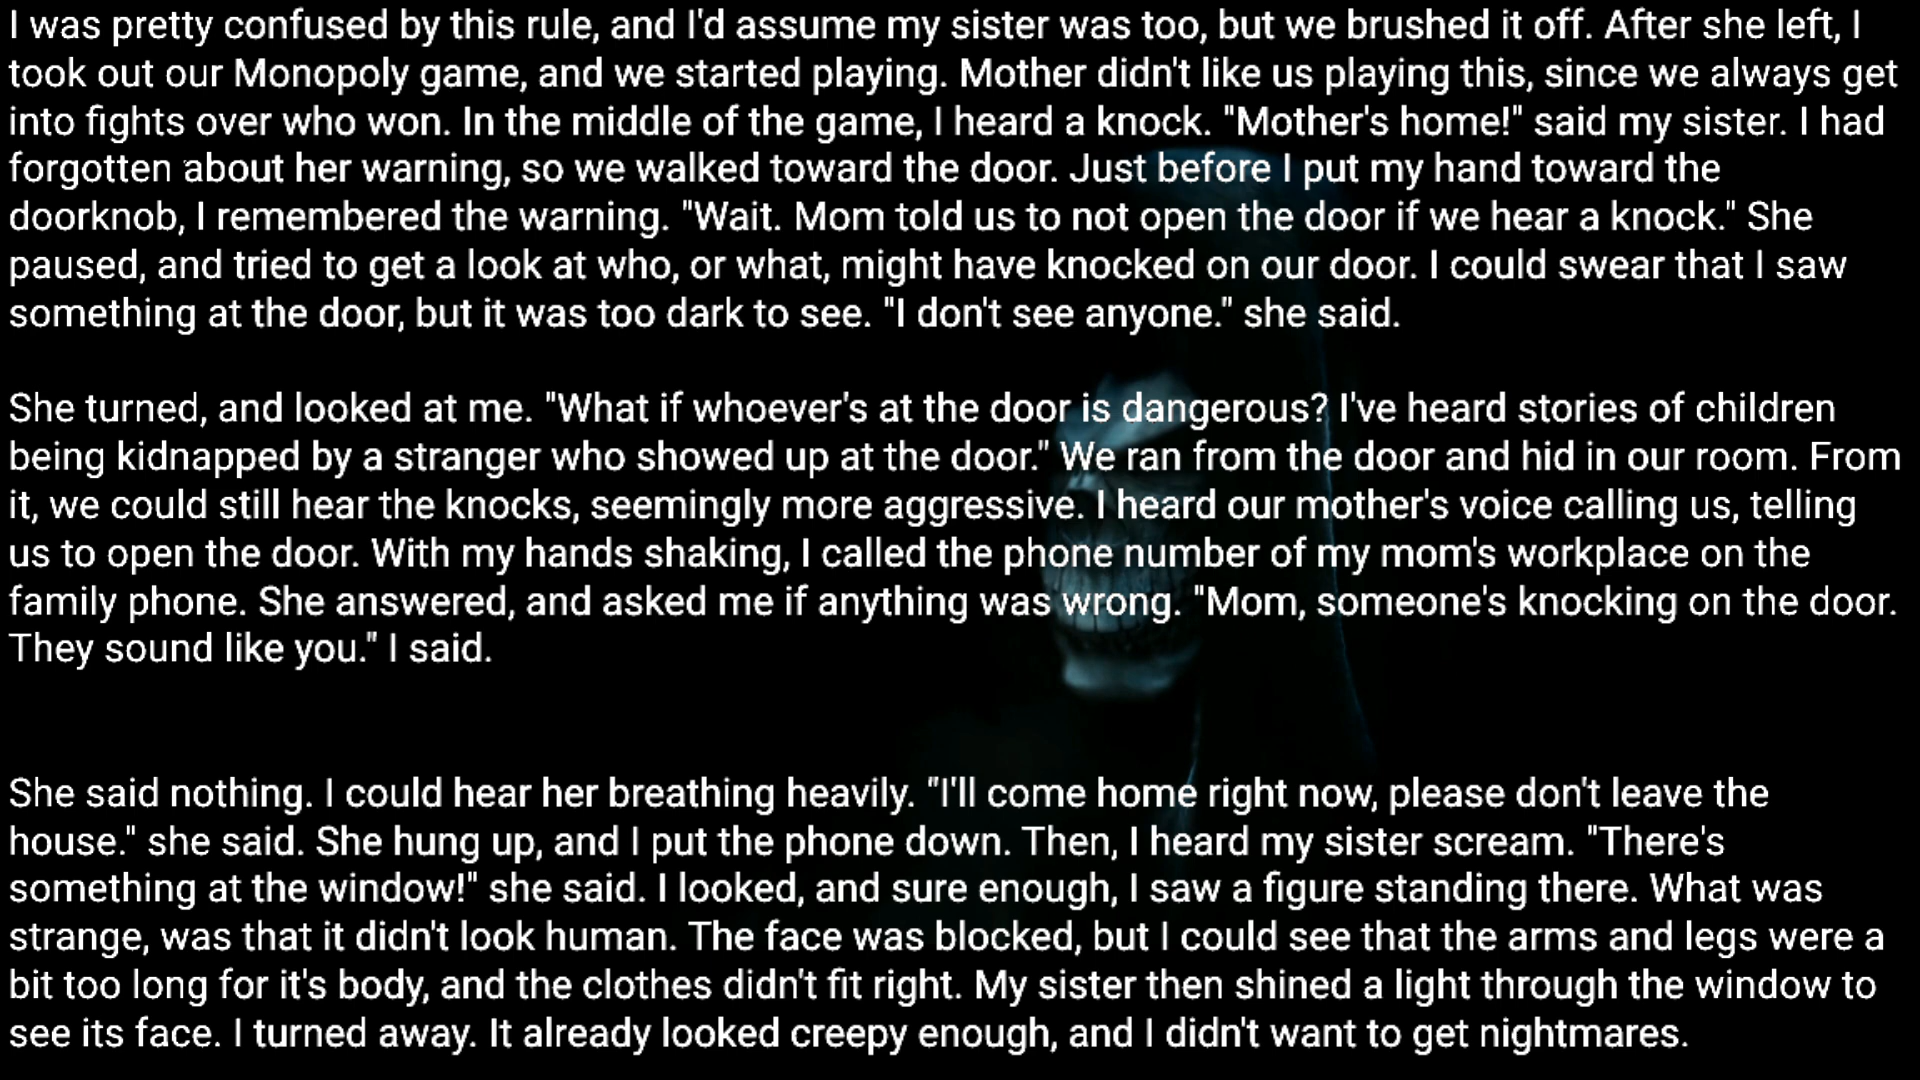 I was pretty confused by this rule, and I'd assume my sister was too, but we brushed it off. After she left, I
took out our Monopoly game, and we started playing. Mother didn't like us playing this, since we always get
into fights over who won. In the middle of the game, I heard a knock. "Mother's home!" said my sister. I had
forgotten about her warning, so we walked toward the door. Just before I put my hand toward the
doorknob, I remembered the warning. "Wait. Mom told us to not open the door if we hear a knock." She
paused, and tried to get a look at who, or what, might have knocked on our door. I could swear that I saw
something at the door, but it was too dark to see. "I don't see anyone." she said.
She turned, and looked at me. "What if whoever's at the door is dangerous? I've heard stories of children
being kidnapped by a stranger who showed up at the door." We ran from the door and hid in our room. From
it, we could still hear the knocks, seemingly more aggressive. I heard our mother's voice calling us, telling
us to open the door. With my hands shaking, I called the phone number of my mom's workplace on the
family phone. She answered, and asked me if anything was wrong. "Mom, someone's knocking on the door.
They sound like you." I said.
She said nothing. I could hear her breathing heavily. "I'll come home right now, please don't leave the
house." she said. She hung up, and I put the phone down. Then, I heard my sister scream. "There's
something at the window!" she said. I looked, and sure enough, I saw a figure standing there. What was
strange, was that it didn't look human. The face was blocked, but I could see that the arms and legs were a
bit too long for it's body, and the clothes didn't fit right. My sister then shined a light through the window to
see its face. I turned away. It already looked creepy enough, and I didn't want to get nightmares.